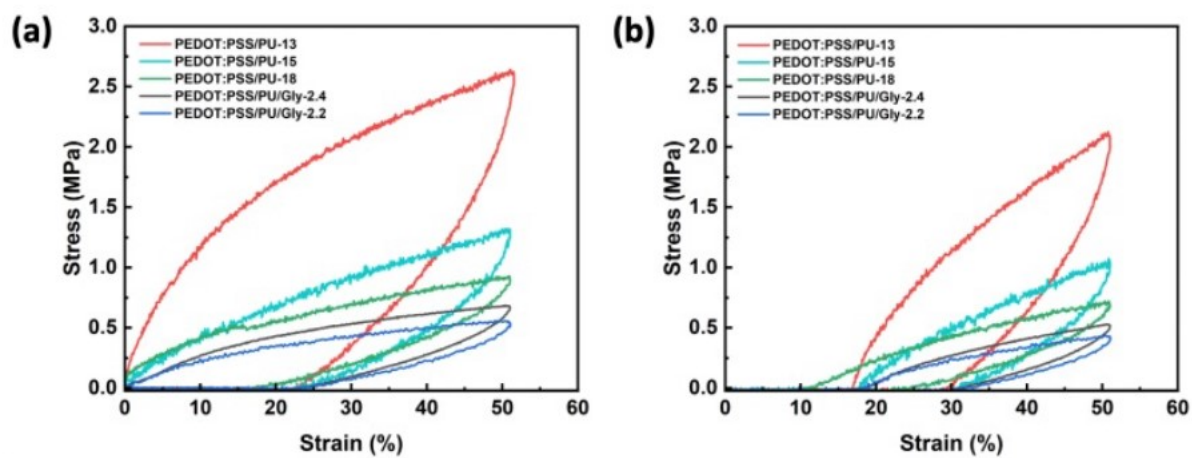 (a)
3.0
2.5
2.0
1.5
1.0
0.5
0.0
Stress (MPa)
PEDOT:PSS/PU-13
PEDOT:PSS/PU-15
PEDOT:PSS/PU-18
PEDOT:PSS/PU/Gly-2.4
PEDOT:PSS/PU/Gly-2.2
0 10 20 30 40 50 60
Strain (%)
(b)
3.0
2.5
2.0
1.5
1.0
0.5
0.0
Stress (MPa)
PEDOT:PSS/PU-13
PEDOT:PSS/PU-15
PEDOT:PSS/PU-18
PEDOT:PSS/PU/Gly-2.4
PEDOT:PSS/PU/Gly-2.2
0 10 20 30 40 50 60
Strain (%)